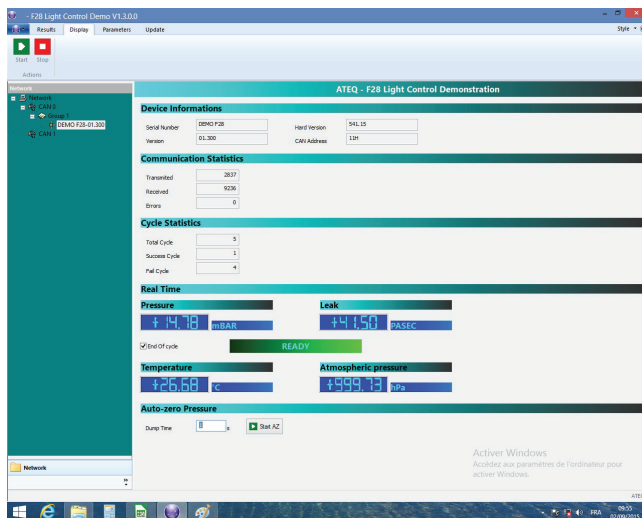 - F28 Light Control Demo V1.3.0.0
Results Display Parameters Update Style
Start Stop
Actions
Network
ATEQ - F28 Light Control Demonstration
Network
CAN 0
Group 1
DEMO F28-01.300
CAN 1
Device Informations
Serial Number DEMO F28 Hard Version 541.15
Version 01.300 CAN Address 11H
Communication Statistics
Transmited 2837
Received 9236
Errors 0
Cycle Statistics
Total Cycle 5
Success Cycle 1
Fail Cycle 4
Real Time
Pressure Leak
+14,78 mBAR +41,50 PASEC
End Of cycle READY
Temperature Atmospheric pressure
+26,68 °C +999,73 hPa
Auto-zero Pressure
Dump Time s Start AZ
Activer Windows
Accédez aux paramètres de l'ordinateur pour
activer Windows.
Network
ATE
FRA 09:55
02/09/2015